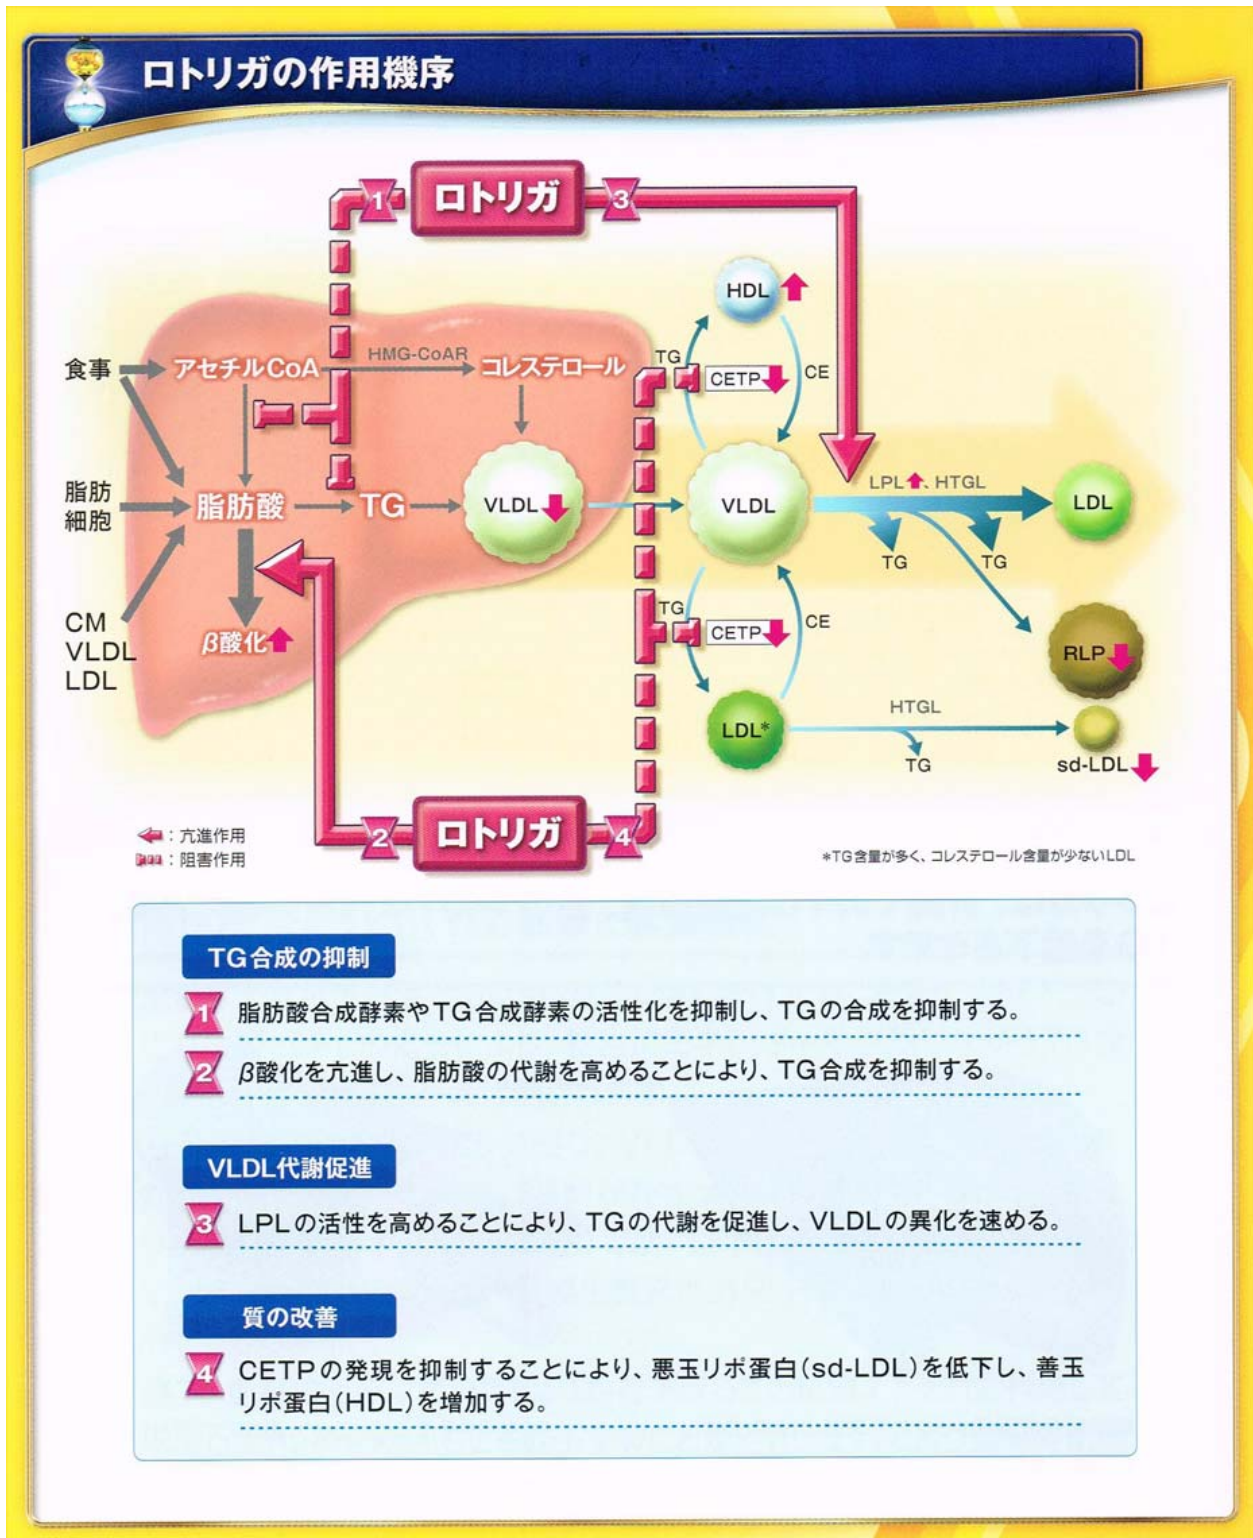 ロトリガの作用機序
1
ロトリガ
3
HDL
食事
アセチルCoA
HMG-CoAR
コレステロール
TG
CETP
CE
脂肪
細胞
脂肪酸
TG
VLDL
VLDL
LPL
、HTGL
LDL
TG
TG
CM
VLDL
LDL
β酸化
TG
CETP
CE
RLP
LDL*
HTGL
TG
sd-LDL
2
ロトリガ
4
：亢進作用
：阻害作用
*TG含量が多く、コレステロール含量が少ないLDL
TG合成の抑制
1 脂肪酸合成酵素やTG合成酵素の活性化を抑制し、TGの合成を抑制する。
2 β酸化を亢進し、脂肪酸の代謝を高めることにより、TG合成を抑制する。
VLDL代謝促進
3 LPLの活性を高めることにより、TGの代謝を促進し、VLDLの異化を速める。
質の改善
4 CETPの発現を抑制することにより、悪玉リポ蛋白(sd-LDL)を低下し、善玉
リポ蛋白(HDL)を増加する。